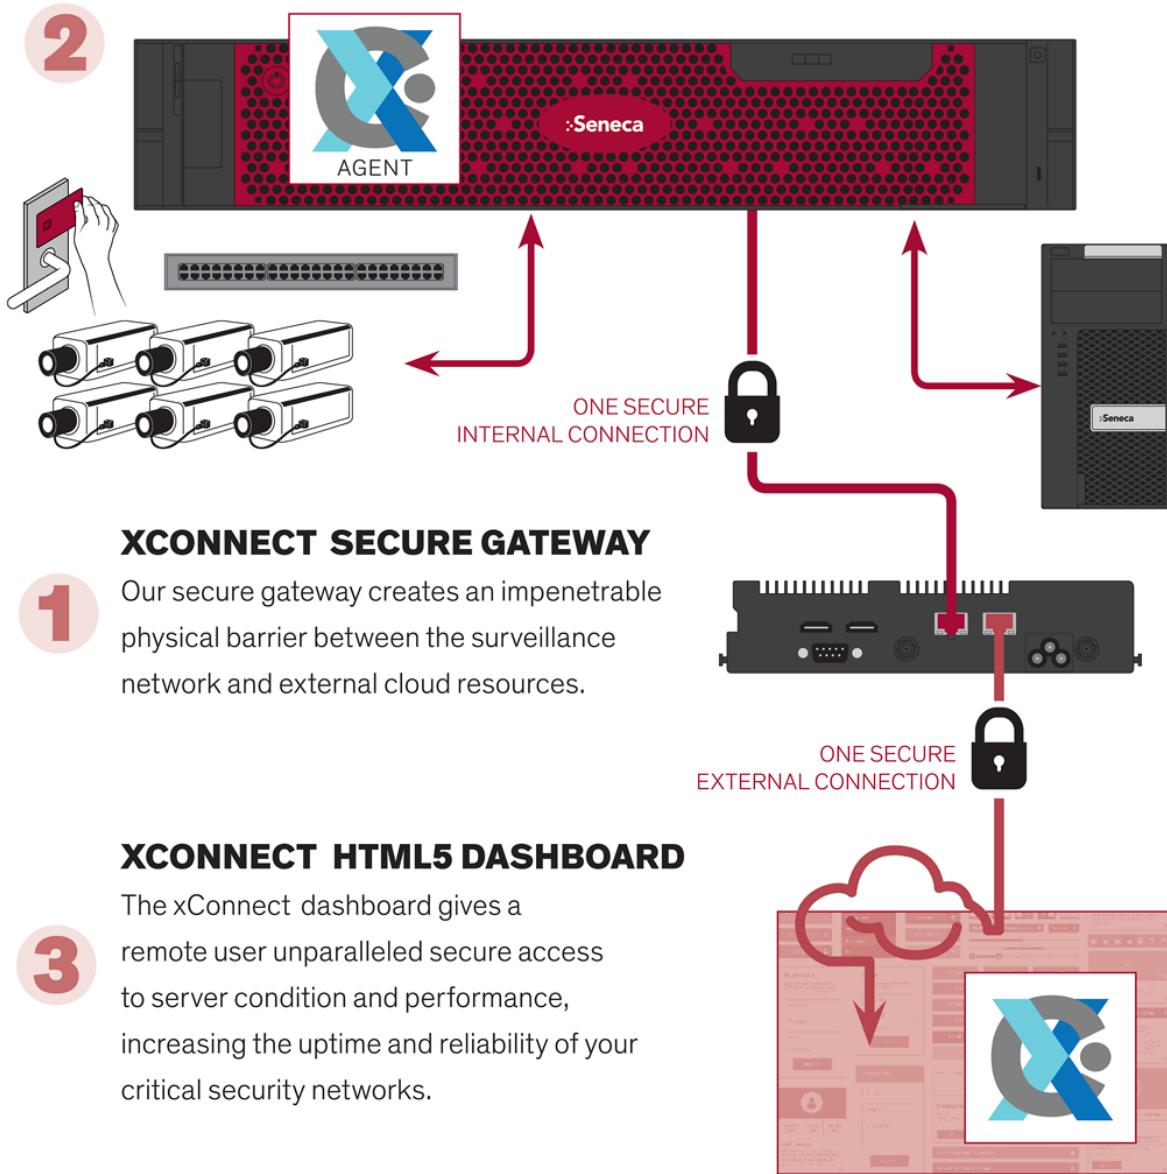 2
AGENT
:Seneca
:Seneca
ONE SECURE
INTERNAL CONNECTION
XCONNECT SECURE GATEWAY
1
Our secure gateway creates an impenetrable
physical barrier between the surveillance
network and external cloud resources.
ONE SECURE
EXTERNAL CONNECTION
XCONNECT HTML5 DASHBOARD
3
The xConnect dashboard gives a
remote user unparalleled secure access
to server condition and performance,
increasing the uptime and reliability of your
critical security networks.